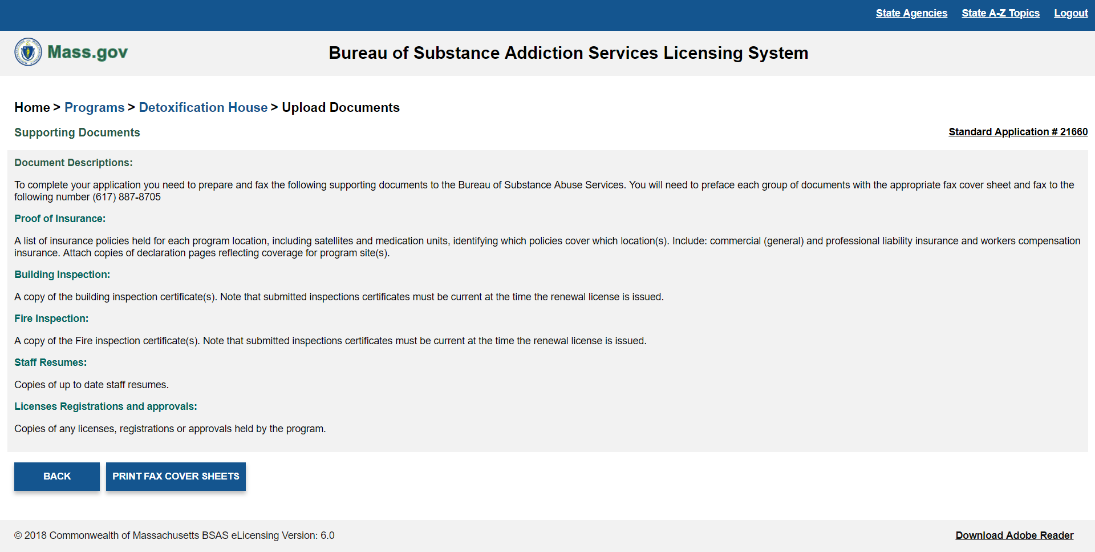 State Agencies State A-Z Topics Logout
Mass.gov
Bureau of Substance Addiction Services Licensing System
Home > Programs > Detoxification House > Upload Documents
Supporting Documents
Standard Application # 21660
Document Descriptions:
To complete your application you need to prepare and fax the following supporting documents to the Bureau of Substance Abuse Services. You will need to preface each group of documents with the appropriate fax cover sheet and fax to the
following number (617) 887-8705
Proof of Insurance:
A list of insurance policies held for each program location, including satellites and medication units, identifying which policies cover which location(s). Include: commercial (general) and professional liability insurance and workers compensation
insurance. Attach copies of declaration pages reflecting coverage for program site(s).
Building Inspection:
A copy of the building inspection certificate(s). Note that submitted inspections certificates must be current at the time the renewal license is issued.
Fire Inspection:
A copy of the Fire inspection certificate(s). Note that submitted inspections certificates must be current at the time the renewal license is issued.
Staff Resumes:
Copies of up to date staff resumes.
Licenses Registrations and approvals:
Copies of any licenses, registrations or approvals held by the program.
BACK PRINT FAX COVER SHEETS
© 2018 Commonwealth of Massachusetts BSAS eLicensing Version: 6.0
Download Adobe Reader